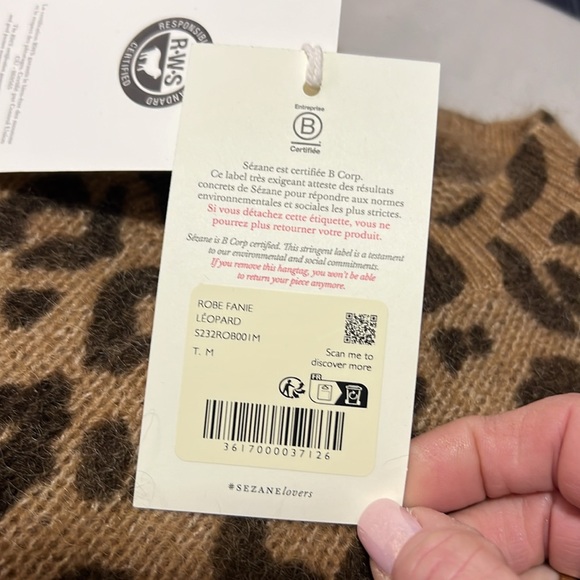 RESPONSIBLE
R·W·S
CERTIFIED
STANDARD
Entreprise
B
Certifiée
Sézane est certifiée B Corp.
Ce label très exigeant atteste des résultats
concrets de Sézane pour répondre aux normes
environnementales et sociales les plus strictes.
Si vous détachez cette étiquette, vous ne
pourrez plus retourner votre produit.
Sézane is B Corp certified. This stringent label is a testament
to our environmental and social commitments.
If you remove this hangtag, you won't be able
to return your piece anymore.
ROBE FANIE
LÉOPARD
S232ROB001M
T. M
Scan me to
discover more
FR
3617000037126
#SEZANElovers